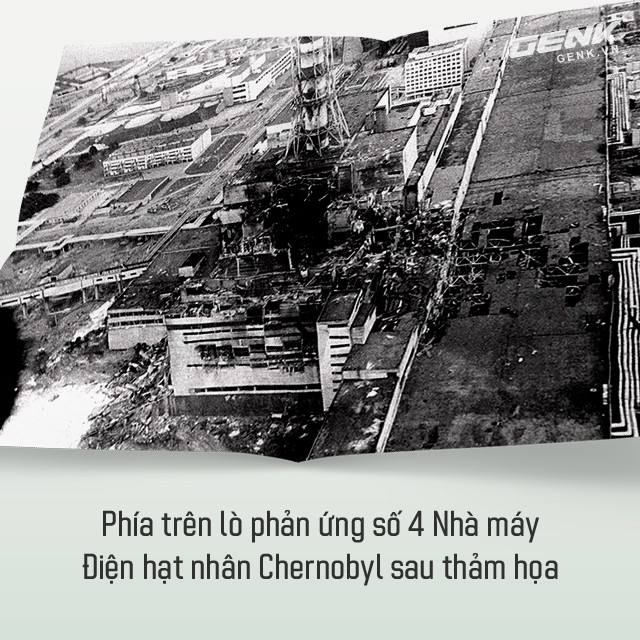 GENK
GENK.VN
Phía trên lò phản ứng số 4 Nhà máy
Điện hạt nhân Chernobyl sau thảm họa